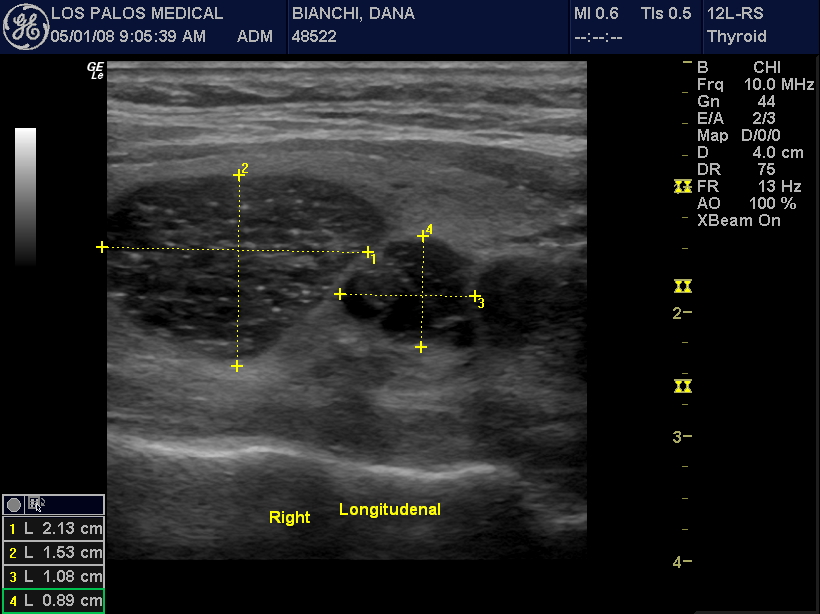 LOS PALOS MEDICAL
05/01/08 9:05:39 AM ADM
BIANCHI, DANA
48522
MI 0.6 TIs 0.5
--:--:--
12L-RS
Thyroid
GE
Le
B CHI
Frq 10.0 MHz
Gn 44
E/A 2/3
Map D/0/0
D 4.0 cm
DR 75
FR 13 Hz
AO 100 %
XBeam On
2
1
4
3
2
3
4
Right
Longitudenal
1 L 2.13 cm
2 L 1.53 cm
3 L 1.08 cm
4 L 0.89 cm